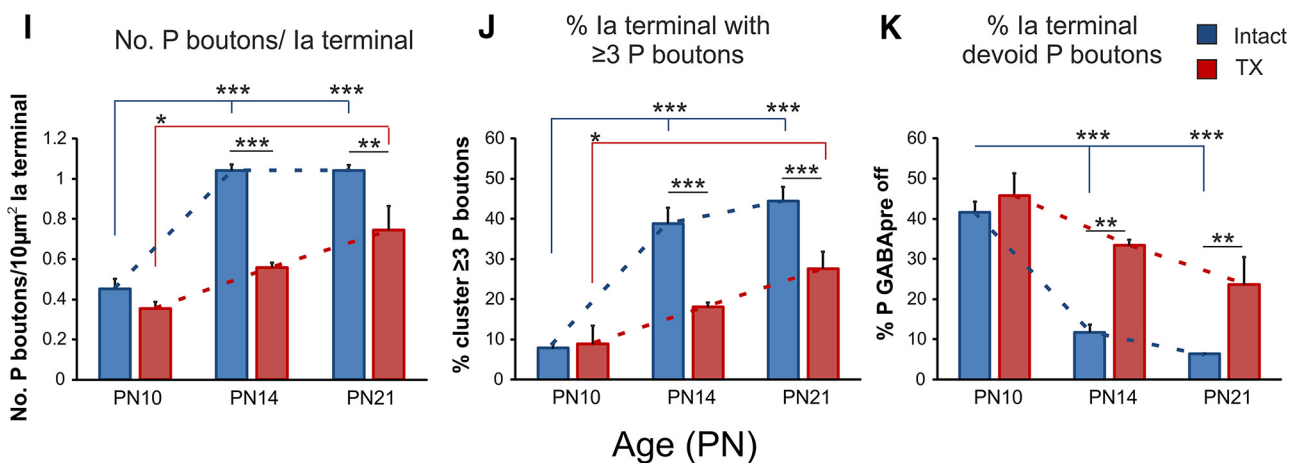 I
No. P boutons/ Ia terminal
No. P boutons/10µm² Ia terminal
***
***
*
***
**
1.2
1
0.8
0.6
0.4
0.2
0
PN10
PN14
PN21
J
% Ia terminal with
≥3 P boutons
% cluster ≥3 P boutons
***
***
*
***
***
60
50
40
30
20
10
0
PN10
PN14
PN21
K
% Ia terminal
devoid P boutons
% P GABApre off
***
***
**
**
60
50
40
30
20
10
0
PN10
PN14
PN21
Intact
TX
Age (PN)